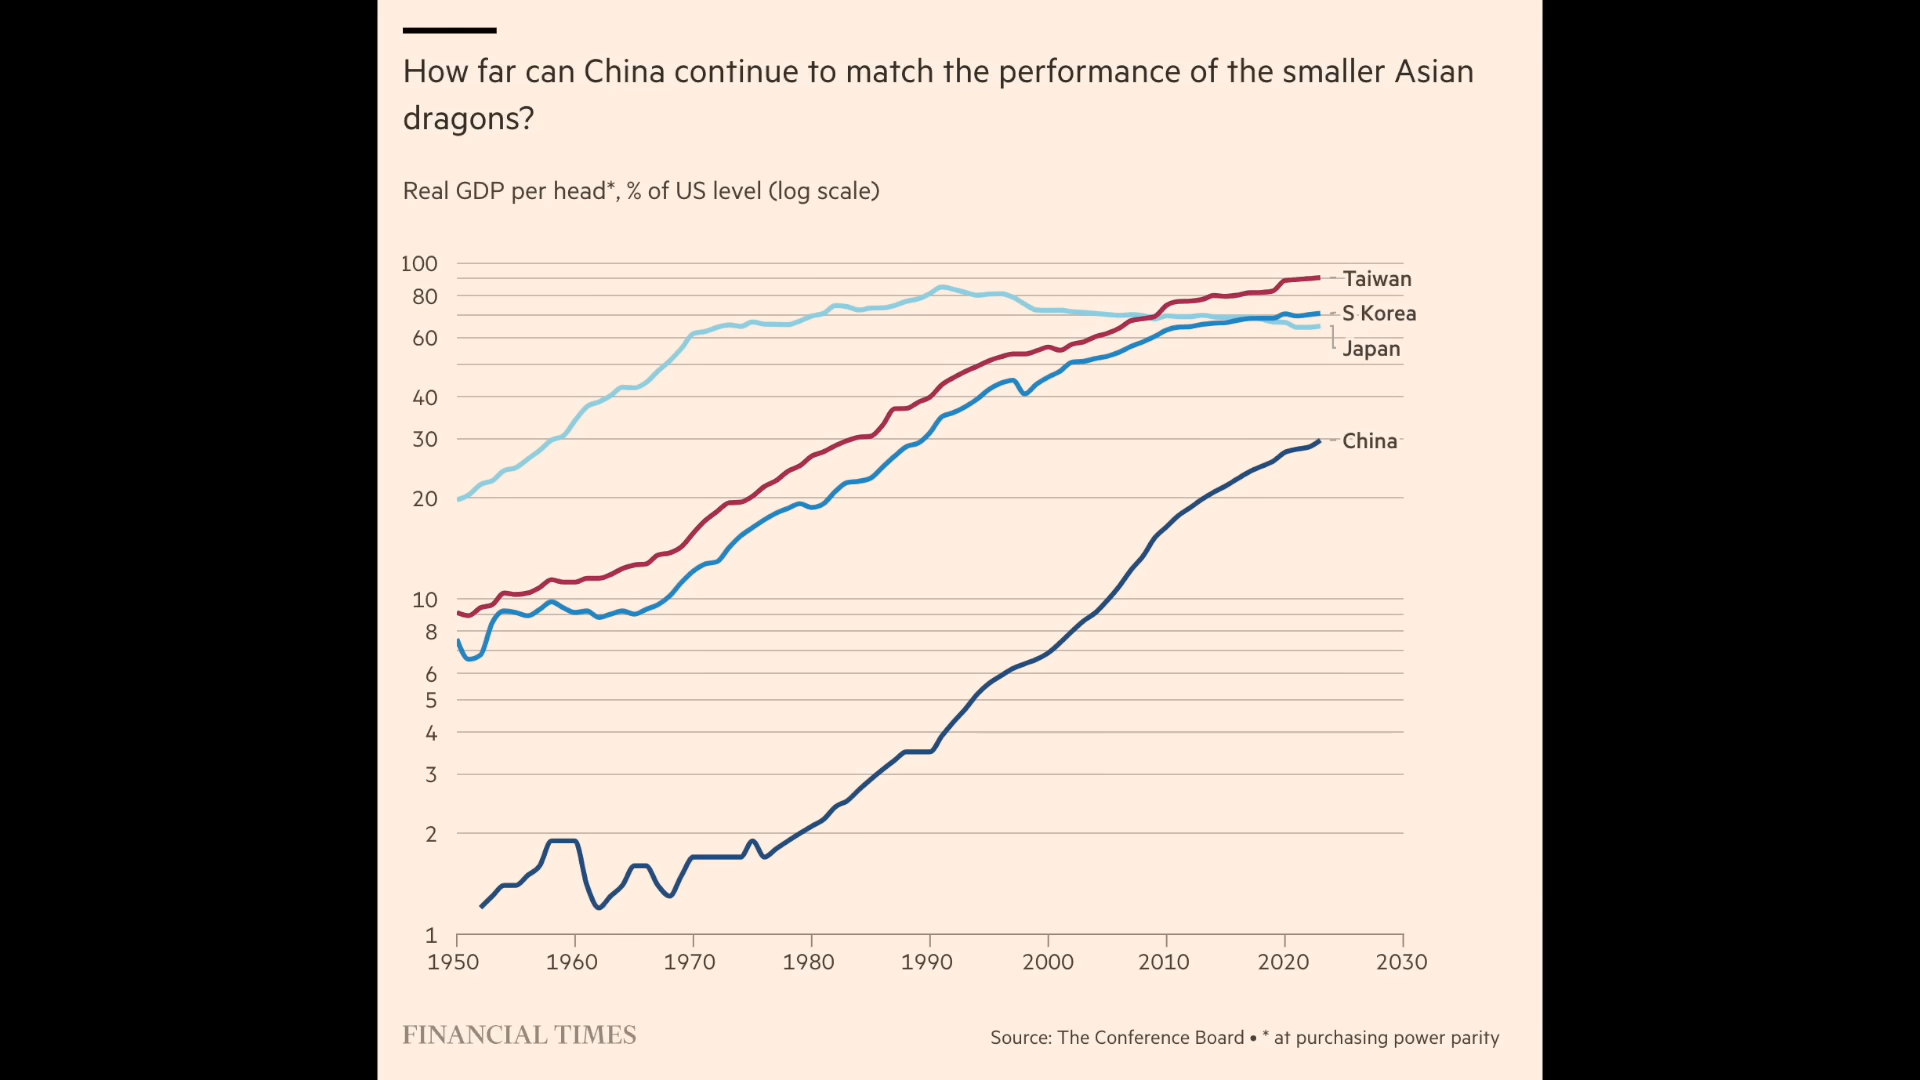 How far can China continue to match the performance of the smaller Asian
dragons?
Real GDP per head*, % of US level (log scale)
100
80
60
40
30
20
10
8
6
5
4
3
2
1
Taiwan
S Korea
Japan
China
1950 1960 1970 1980 1990 2000 2010 2020 2030
FINANCIAL TIMES
Source: The Conference Board • * at purchasing power parity